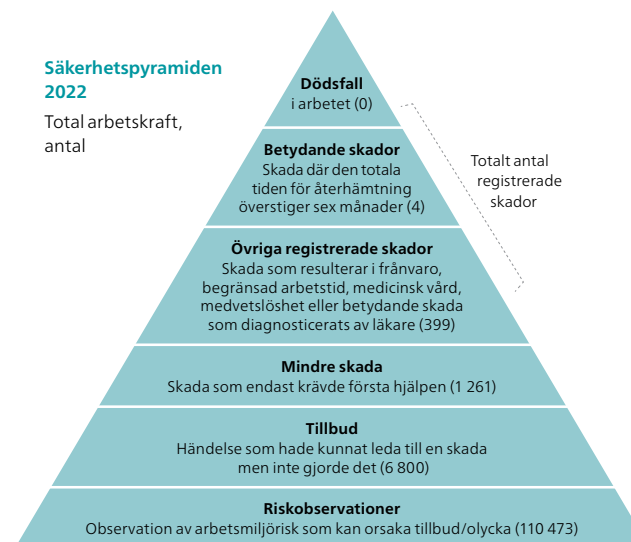 Säkerhetspyramiden
2022
Total arbetskraft,
antal
Dödsfall
i arbetet (0)
Betydande skador
Skada där den totala
tiden för återhämtning
överstiger sex månader (4)
Totalt antal
registrerade
skador
Övriga registrerade skador
Skada som resulterar i frånvaro,
begränsad arbetstid, medicinsk vård,
medvetslöshet eller betydande skada
som diagnosticerats av läkare (399)
Mindre skada
Skada som endast krävde första hjälpen (1 261)
Tillbud
Händelse som hade kunnat leda till en skada
men inte gjorde det (6 800)
Riskobservationer
Observation av arbetsmiljörisk som kan orsaka tillbud/olycka (110 473)